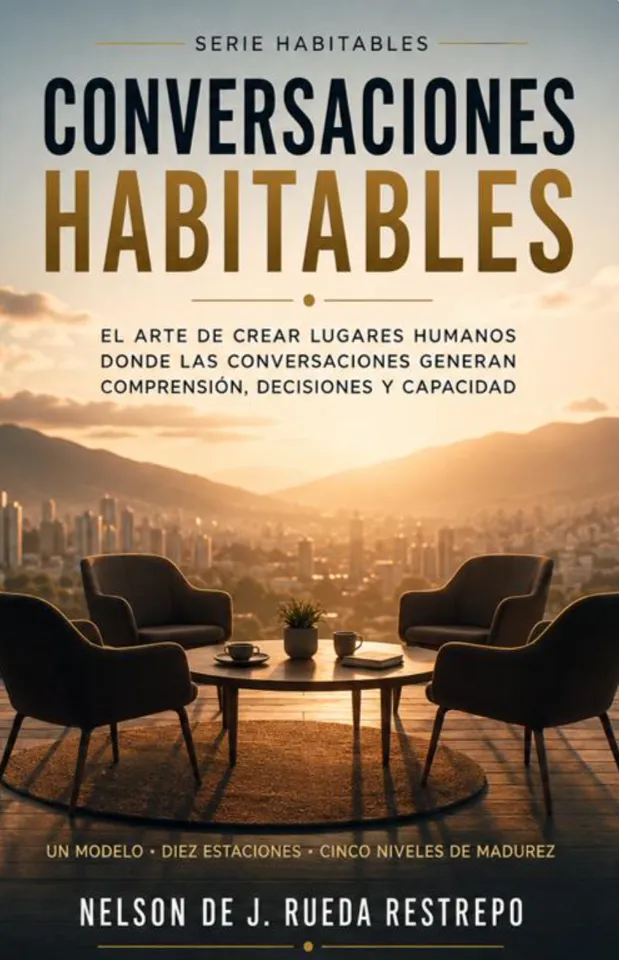 SERIE HABITABLES
CONVERSACIONES
HABITABLES
EL ARTE DE CREAR LUGARES HUMANOS
DONDE LAS CONVERSACIONES GENERAN
COMPRENSIÓN, DECISIONES Y CAPACIDAD
UN MODELO • DIEZ ESTACIONES • CINCO NIVELES DE MADUREZ
NELSON DE J. RUEDA RESTREPO